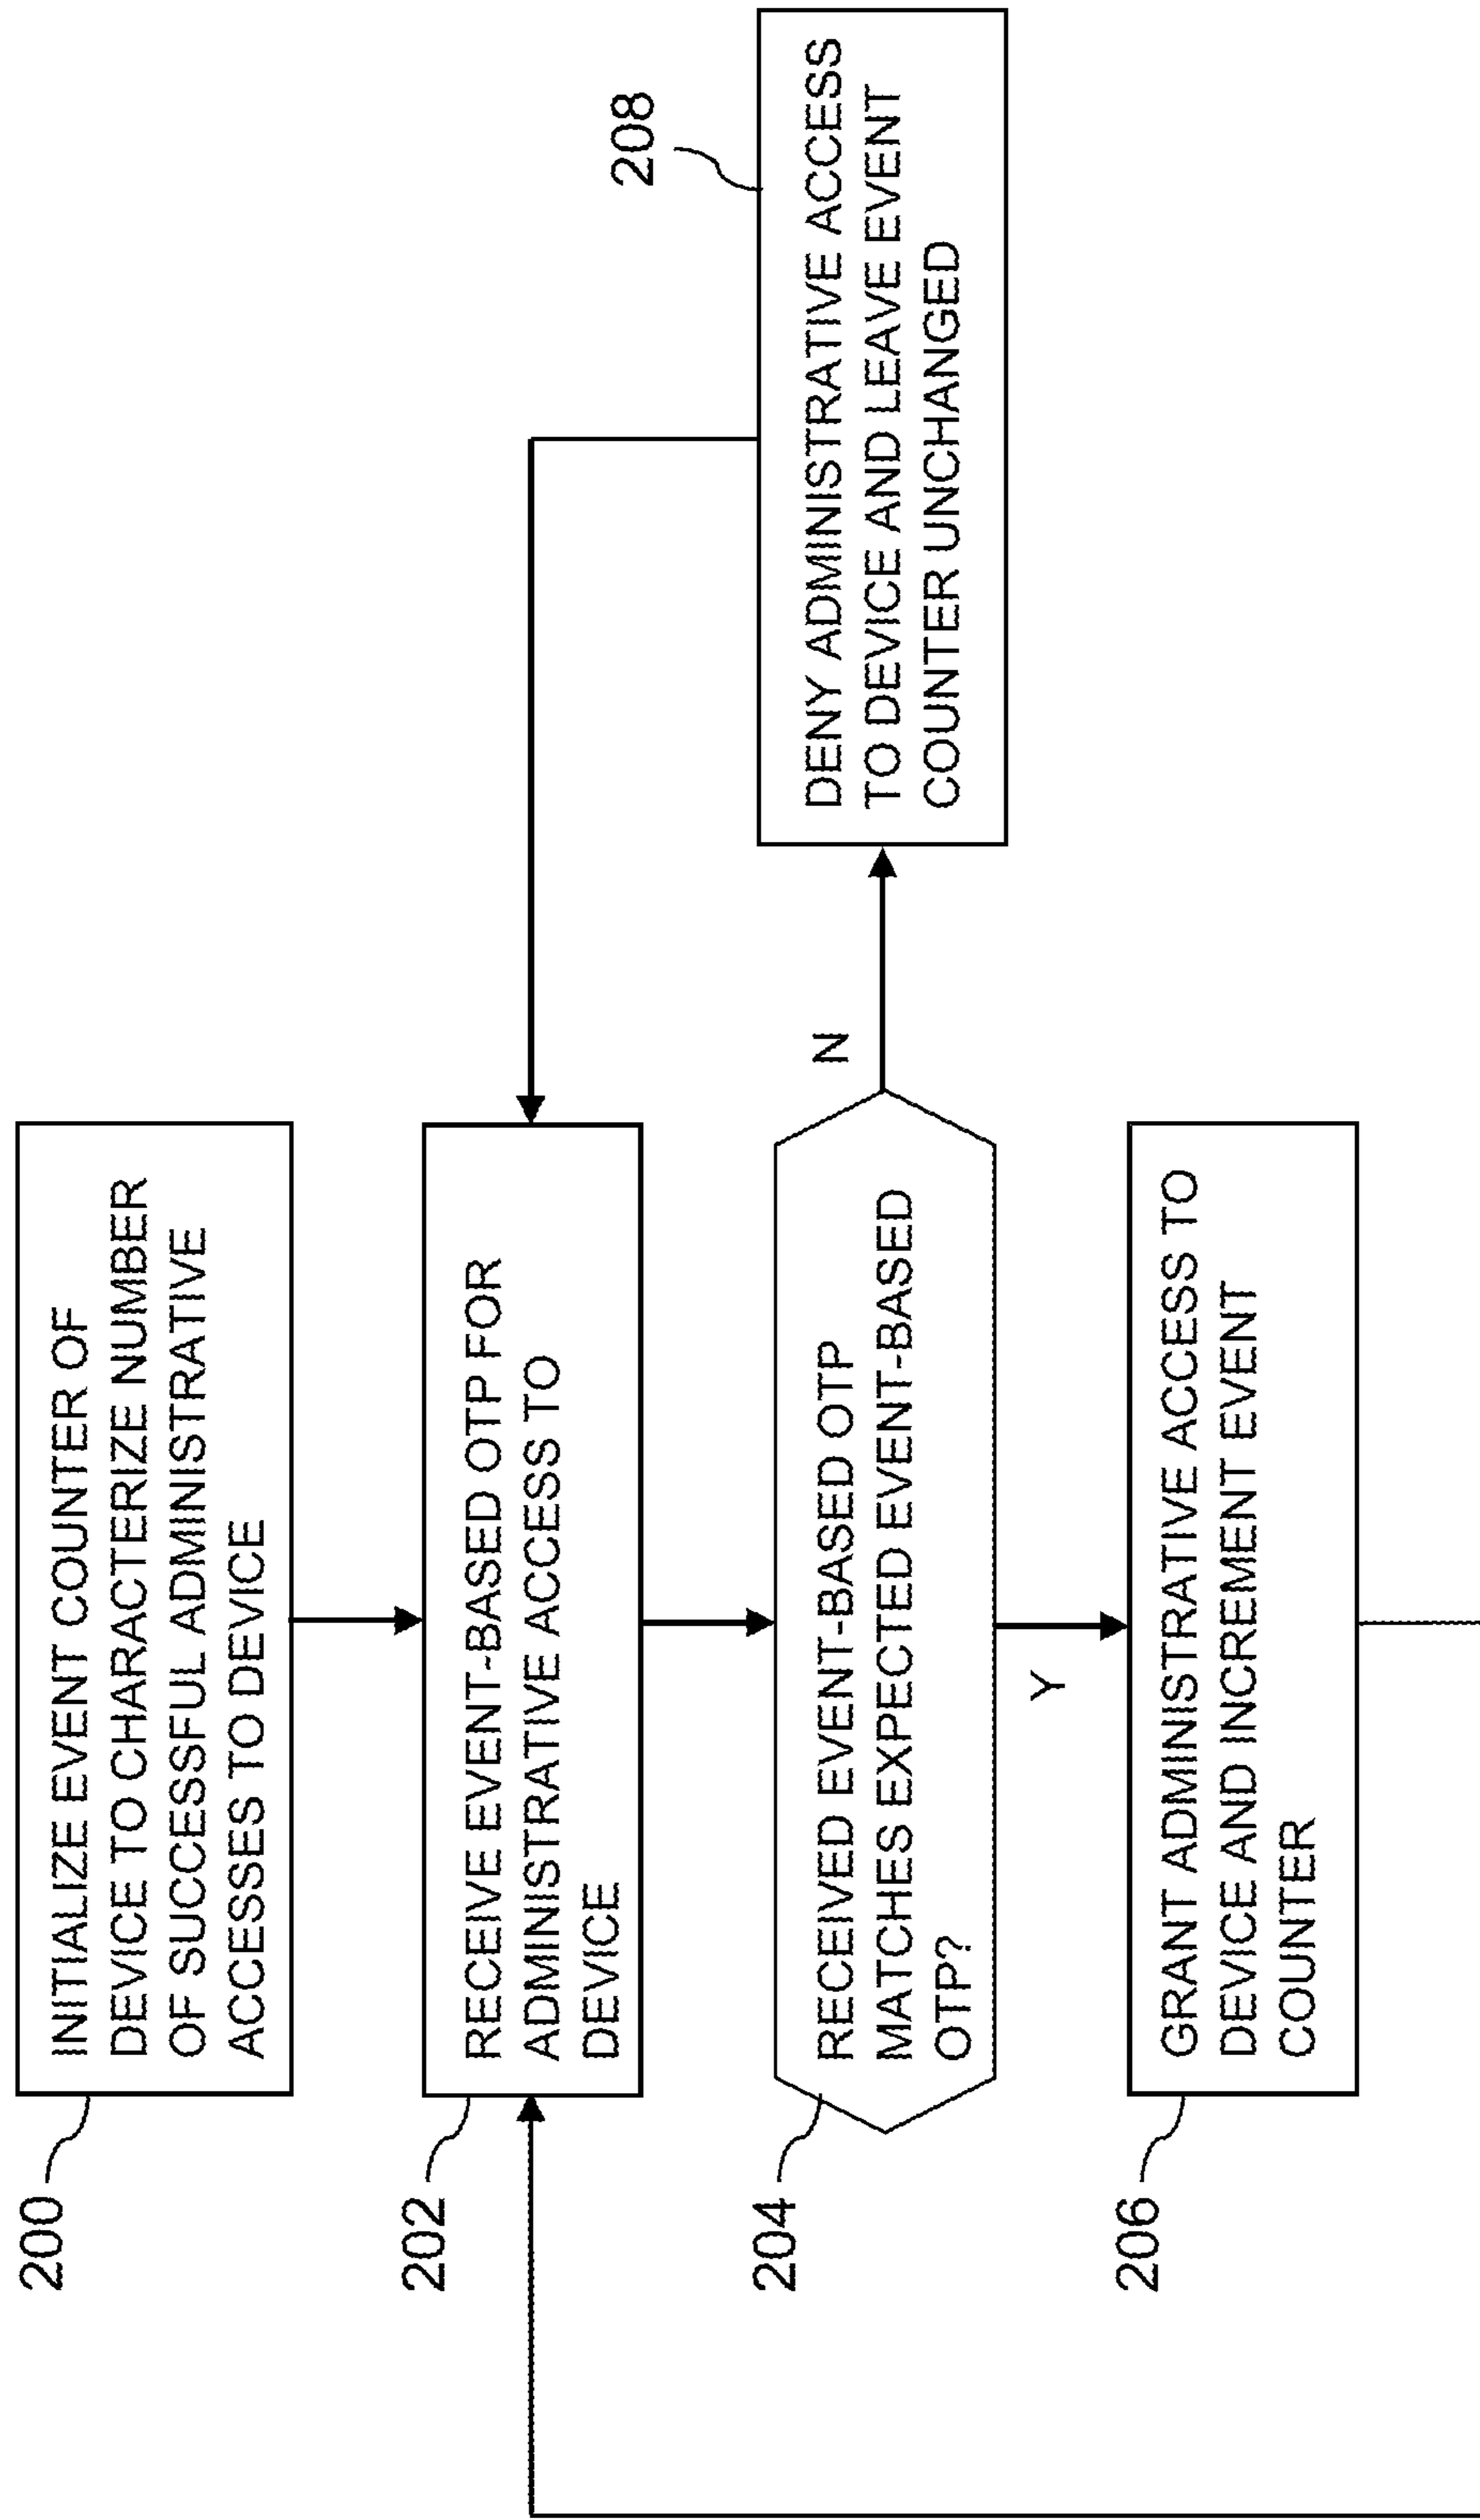 200
INITIALIZE EVENT COUNTER OF
DEVICE TO CHARACTERIZE NUMBER
OF SUCCESSFUL ADMINISTRATIVE
ACCESSES TO DEVICE
202
RECEIVE EVENT-BASED OTP FOR
ADMINISTRATIVE ACCESS TO
DEVICE
204
RECEIVED EVENT-BASED OTP
MATCHES EXPECTED EVENT-BASED
OTP?
N
208
DENY ADMINISTRATIVE ACCESS
TO DEVICE AND LEAVE EVENT
COUNTER UNCHANGED
Y
206
GRANT ADMINISTRATIVE ACCESS TO
DEVICE AND INCREMENT EVENT
COUNTER